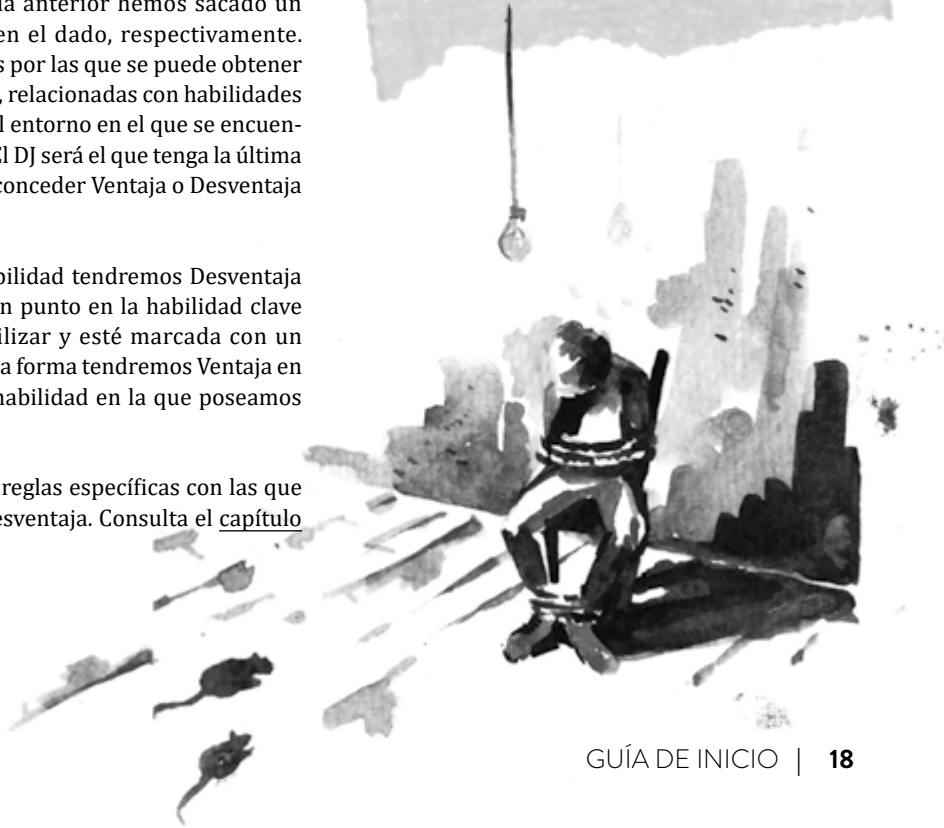 a anterior hemos sacado un
en el dado, respectivamente.
s por las que se puede obtener
, relacionadas con habilidades
l entorno en el que se encuen-
El DJ será el que tenga la última
conceder Ventaja o Desventaja
bilidad tendremos Desventaja
n punto en la habilidad clave
ilizar y esté marcada con un
a forma tendremos Ventaja en
habilidad en la que poseamos
reglas específicas con las que
esventaja. Consulta el capítulo
GUÍA DE INICIO | 18